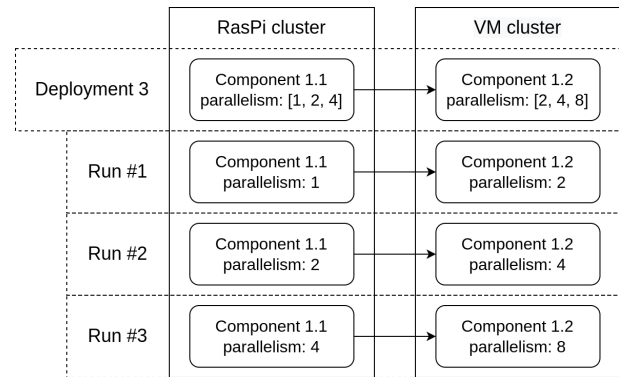 RasPi cluster
VM cluster
Deployment 3
Component 1.1
parallelism: [1, 2, 4]
Component 1.2
parallelism: [2, 4, 8]
Run #1
Component 1.1
parallelism: 1
Component 1.2
parallelism: 2
Run #2
Component 1.1
parallelism: 2
Component 1.2
parallelism: 4
Run #3
Component 1.1
parallelism: 4
Component 1.2
parallelism: 8